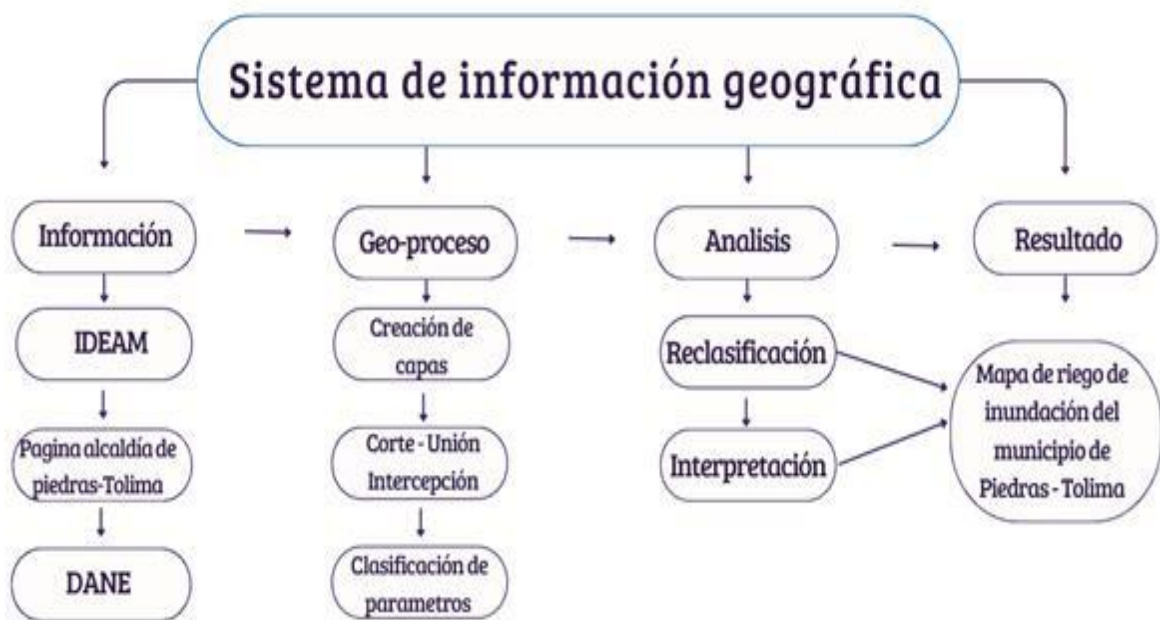 Sistema de información geográfica
Información
Geo-proceso
Analisis
Resultado
IDEAM
Pagina alcaldía de
piedras-Tolima
DANE
Creación de
capas
Corte - Unión
Intercepción
Clasificación de
parametros
Reclasificación
Interpretación
Mapa de riego de
inundación del
municipio de
Piedras - Tolima